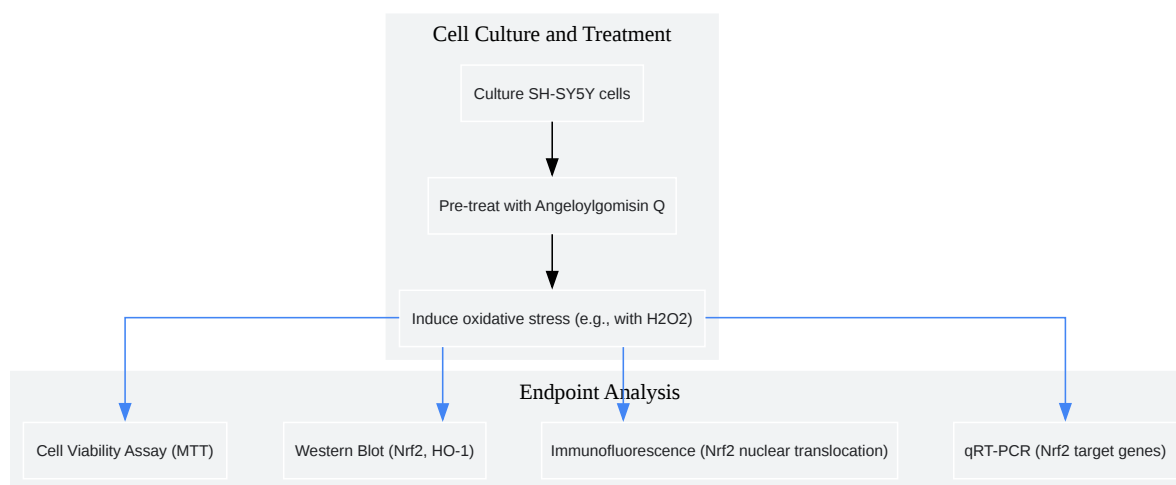 Cell Culture and Treatment
Culture SH-SY5Y cells
Pre-treat with Angeloylgomisin Q
Induce oxidative stress (e.g., with H2O2)
Endpoint Analysis
Cell Viability Assay (MTT)
Western Blot (Nrf2, HO-1)
Immunofluorescence (Nrf2 nuclear translocation)
qRT-PCR (Nrf2 target genes)